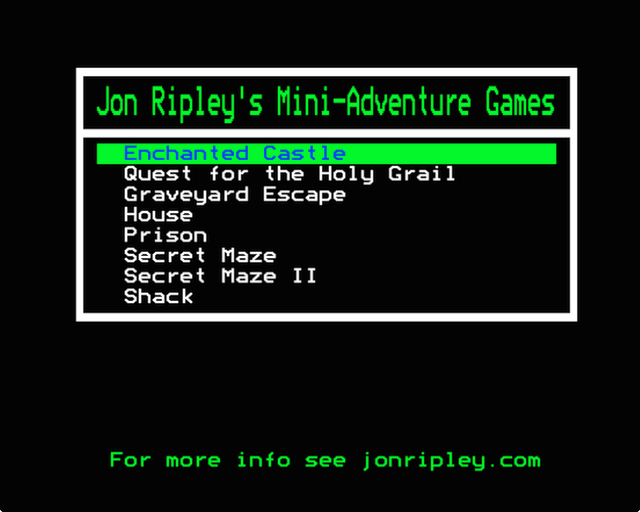 Jon Ripley's Mini-Adventure Games
Enchanted Castle
Quest for the Holy Grail
Graveyard Escape
House
Prison
Secret Maze
Secret Maze II
Shack
For more info see jonripley.com